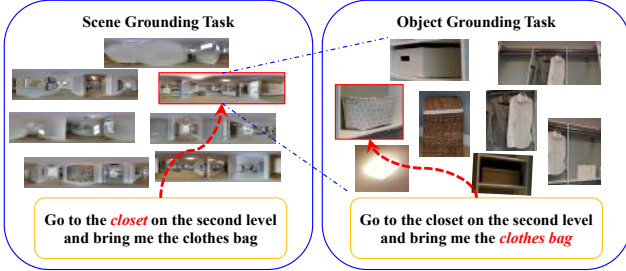 Scene Grounding Task
Object Grounding Task
Go to the closet on the second level
and bring me the clothes bag
Go to the closet on the second level
and bring me the clothes bag